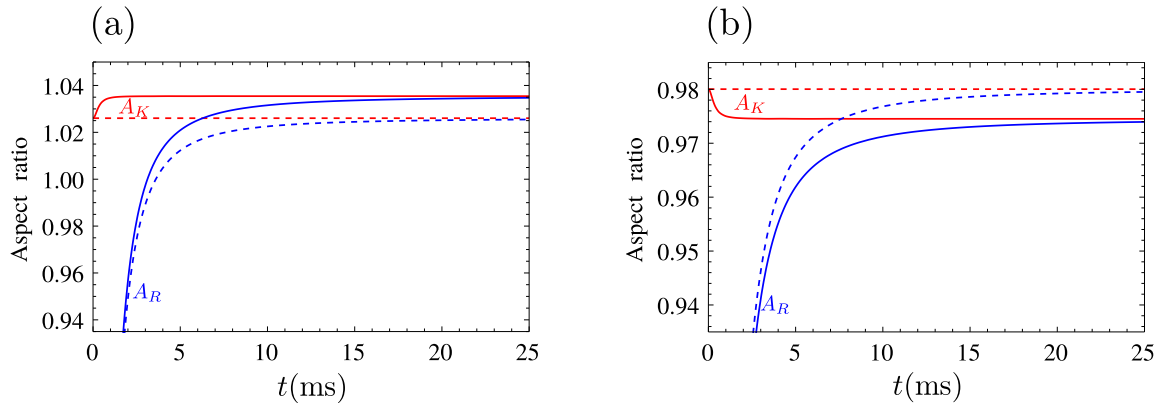 (a)
Aspect ratio
1.04
1.02
1.00
0.98
0.96
0.94
A_K
A_R
0 5 10 15 20 25
t(ms)
(b)
Aspect ratio
0.98
0.97
0.96
0.95
0.94
A_K
A_R
0 5 10 15 20 25
t(ms)